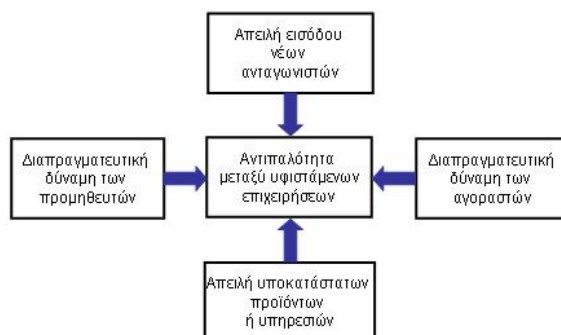 Απειλή εισόδου
νέων
ανταγωνιστών
Διαπραγματευτική
δύναμη των
προμηθευτών
Αντιπαλότητα
μεταξύ υφιστάμενων
επιχειρήσεων
Διαπραγματευτική
δύναμη των
αγοραστών
Απειλή υποκατάστατων
προϊόντων
ή υπηρεσιών